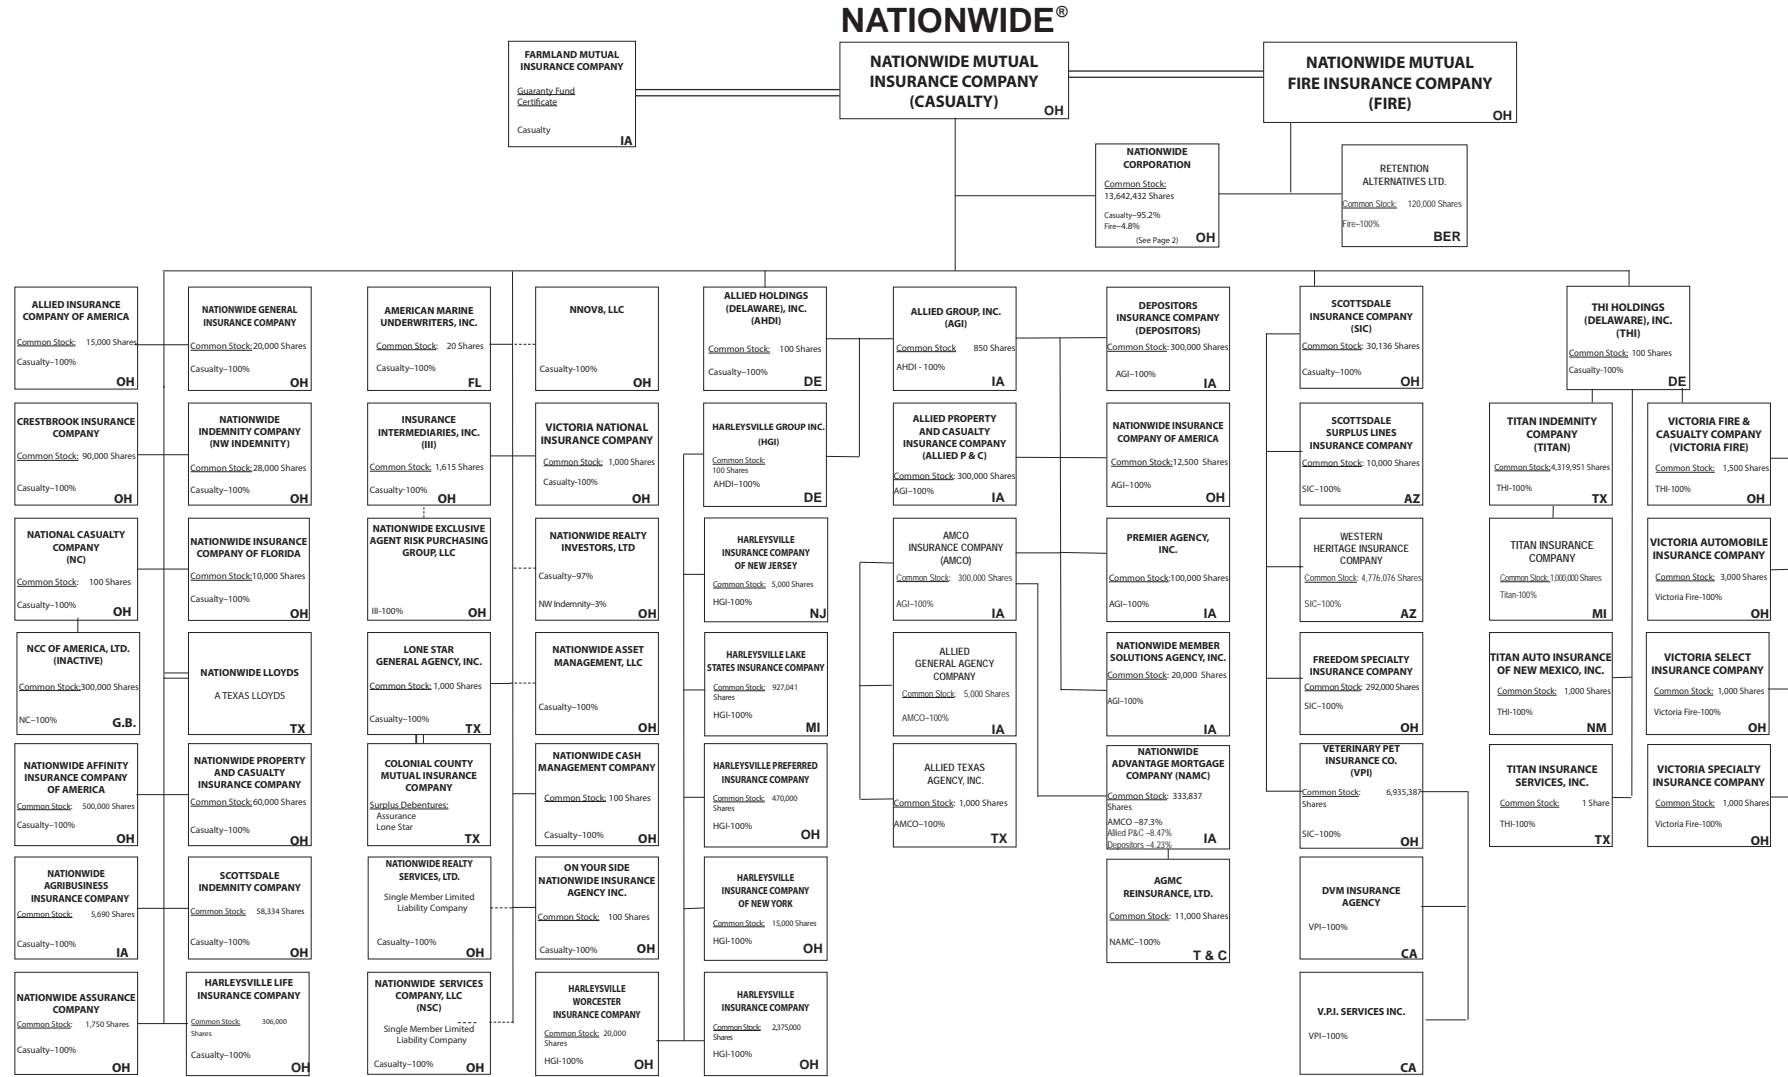 NATIONWIDE®
FARMLAND MUTUAL
INSURANCE COMPANY
Guaranty Fund
Certificate
Casualty
IA
NATIONWIDE MUTUAL
INSURANCE COMPANY
(CASUALTY)
OH
NATIONWIDE MUTUAL
FIRE INSURANCE COMPANY
(FIRE)
OH
NATIONWIDE
CORPORATION
Common Stock:
13,642,432 Shares
Casualty–95.2%
Fire–4.8%
(See Page 2) OH
RETENTION
ALTERNATIVES LTD.
Common Stock: 120,000 Shares
Fire–100%
BER
ALLIED INSURANCE
COMPANY OF AMERICA
Common Stock: 15,000 Shares
Casualty–100%
OH
NATIONWIDE GENERAL
INSURANCE COMPANY
Common Stock: 20,000 Shares
Casualty–100%
OH
AMERICAN MARINE
UNDERWRITERS, INC.
Common Stock: 20 Shares
Casualty–100%
FL
NNOV8, LLC
Casualty-100%
OH
ALLIED HOLDINGS
(DELAWARE), INC.
(AHDI)
Common Stock: 100 Shares
Casualty–100%
DE
ALLIED GROUP, INC.
(AGI)
Common Stock 850 Shares
AHDI - 100%
IA
DEPOSITORS
INSURANCE COMPANY
(DEPOSITORS)
Common Stock: 300,000 Shares
AGI–100%
IA
SCOTTSDALE
INSURANCE COMPANY
(SIC)
Common Stock: 30,136 Shares
Casualty–100%
OH
THI HOLDINGS
(DELAWARE), INC.
(THI)
Common Stock: 100 Shares
Casualty-100%
DE
CRESTBROOK INSURANCE
COMPANY
Common Stock: 90,000 Shares
Casualty–100%
OH
NATIONWIDE
INDEMNITY COMPANY
(NW INDEMNITY)
Common Stock: 28,000 Shares
Casualty–100%
OH
INSURANCE
INTERMEDIARIES, INC.
(III)
Common Stock: 1,615 Shares
Casualty-100%
OH
VICTORIA NATIONAL
INSURANCE COMPANY
Common Stock: 1,000 Shares
Casualty-100%
OH
HARLEYSVILLE GROUP INC.
(HGI)
Common Stock:
100 Shares
AHDI–100%
DE
ALLIED PROPERTY
AND CASUALTY
INSURANCE COMPANY
(ALLIED P & C)
Common Stock: 300,000 Shares
AGI–100%
IA
NATIONWIDE INSURANCE
COMPANY OF AMERICA
Common Stock:12,500 Shares
AGI–100%
OH
SCOTTSDALE
SURPLUS LINES
INSURANCE COMPANY
Common Stock: 10,000 Shares
SIC–100%
AZ
TITAN INDEMNITY
COMPANY
(TITAN)
Common Stock:4,319,951 Shares
THI-100%
TX
VICTORIA FIRE &
CASUALTY COMPANY
(VICTORIA FIRE)
Common Stock: 1,500 Shares
THI-100%
OH
NATIONAL CASUALTY
COMPANY
(NC)
Common Stock: 100 Shares
Casualty–100%
OH
NATIONWIDE INSURANCE
COMPANY OF FLORIDA
Common Stock:10,000 Shares
Casualty–100%
OH
NATIONWIDE EXCLUSIVE
AGENT RISK PURCHASING
GROUP, LLC
III-100%
OH
NATIONWIDE REALTY
INVESTORS, LTD
Casualty–97%
NW Indemnity–3%
OH
HARLEYSVILLE
INSURANCE COMPANY
OF NEW JERSEY
Common Stock: 5,000 Shares
HGI-100%
NJ
AMCO
INSURANCE COMPANY
(AMCO)
Common Stock: 300,000 Shares
AGI–100%
IA
PREMIER AGENCY,
INC.
Common Stock:100,000 Shares
AGI–100%
IA
WESTERN
HERITAGE INSURANCE
COMPANY
Common Stock: 4,776,076 Shares
SIC–100%
AZ
TITAN INSURANCE
COMPANY
Common Stock: 1,000,000 Shares
Titan-100%
MI
VICTORIA AUTOMOBILE
INSURANCE COMPANY
Common Stock: 3,000 Shares
Victoria Fire-100%
OH
NCC OF AMERICA, LTD.
(INACTIVE)
Common Stock:300,000 Shares
NC–100%
G.B.
NATIONWIDE LLOYDS
A TEXAS LLOYDS
TX
LONE STAR
GENERAL AGENCY, INC.
Common Stock: 1,000 Shares
Casualty–100%
TX
NATIONWIDE ASSET
MANAGEMENT, LLC
Casualty–100%
OH
HARLEYSVILLE LAKE
STATES INSURANCE COMPANY
Common Stock: 927,041
Shares
HGI-100%
MI
ALLIED
GENERAL AGENCY
COMPANY
Common Stock: 5,000 Shares
AMCO–100%
IA
NATIONWIDE MEMBER
SOLUTIONS AGENCY, INC.
Common Stock: 20,000 Shares
AGI–100%
IA
FREEDOM SPECIALTY
INSURANCE COMPANY
Common Stock: 292,000 Shares
SIC–100%
OH
TITAN AUTO INSURANCE
OF NEW MEXICO, INC.
Common Stock: 1,000 Shares
THI-100%
NM
VICTORIA SELECT
INSURANCE COMPANY
Common Stock: 1,000 Shares
Victoria Fire-100%
OH
NATIONWIDE AFFINITY
INSURANCE COMPANY
OF AMERICA
Common Stock: 500,000 Shares
Casualty–100%
OH
NATIONWIDE PROPERTY
AND CASUALTY
INSURANCE COMPANY
Common Stock:60,000 Shares
Casualty–100%
OH
COLONIAL COUNTY
MUTUAL INSURANCE
COMPANY
Surplus Debentures:
Assurance
Lone Star
TX
NATIONWIDE CASH
MANAGEMENT COMPANY
Common Stock: 100 Shares
Casualty–100%
OH
HARLEYSVILLE PREFERRED
INSURANCE COMPANY
Common Stock: 470,000
Shares
HGI-100%
OH
ALLIED TEXAS
AGENCY, INC.
Common Stock: 1,000 Shares
AMCO–100%
TX
NATIONWIDE
ADVANTAGE MORTGAGE
COMPANY (NAMC)
Common Stock: 333,837
Shares
AMCO –87.3%
Allied P&C –8.47%
Depositors –4.23%
IA
VETERINARY PET
INSURANCE CO.
(VPI)
Common Stock: 6,935,387
Shares
SIC–100%
OH
TITAN INSURANCE
SERVICES, INC.
Common Stock: 1 Share
THI-100%
TX
VICTORIA SPECIALTY
INSURANCE COMPANY
Common Stock: 1,000 Shares
Victoria Fire-100%
OH
NATIONWIDE
AGRIBUSINESS
INSURANCE COMPANY
Common Stock: 5,690 Shares
Casualty–100%
IA
SCOTTSDALE
INDEMNITY COMPANY
Common Stock: 58,334 Shares
Casualty–100%
OH
NATIONWIDE REALTY
SERVICES, LTD.
Single Member Limited
Liability Company
Casualty–100%
OH
ON YOUR SIDE
NATIONWIDE INSURANCE
AGENCY INC.
Common Stock: 100 Shares
Casualty–100%
OH
HARLEYSVILLE
INSURANCE COMPANY
OF NEW YORK
Common Stock: 15,000 Shares
HGI-100%
OH
AGMC
REINSURANCE, LTD.
Common Stock: 11,000 Shares
NAMC–100%
T & C
DVM INSURANCE
AGENCY
VPI–100%
CA
NATIONWIDE ASSURANCE
COMPANY
Common Stock: 1,750 Shares
Casualty–100%
OH
HARLEYSVILLE LIFE
INSURANCE COMPANY
Common Stock: 306,000
Shares
Casualty–100%
OH
NATIONWIDE SERVICES
COMPANY, LLC
(NSC)
Single Member Limited
Liability Company
Casualty–100%
OH
HARLEYSVILLE
WORCESTER
INSURANCE COMPANY
Common Stock: 20,000
Shares
HGI-100%
OH
HARLEYSVILLE
INSURANCE COMPANY
Common Stock: 2,375,000
Shares
HGI-100%
OH
V.P.I. SERVICES INC.
VPI–100%
CA